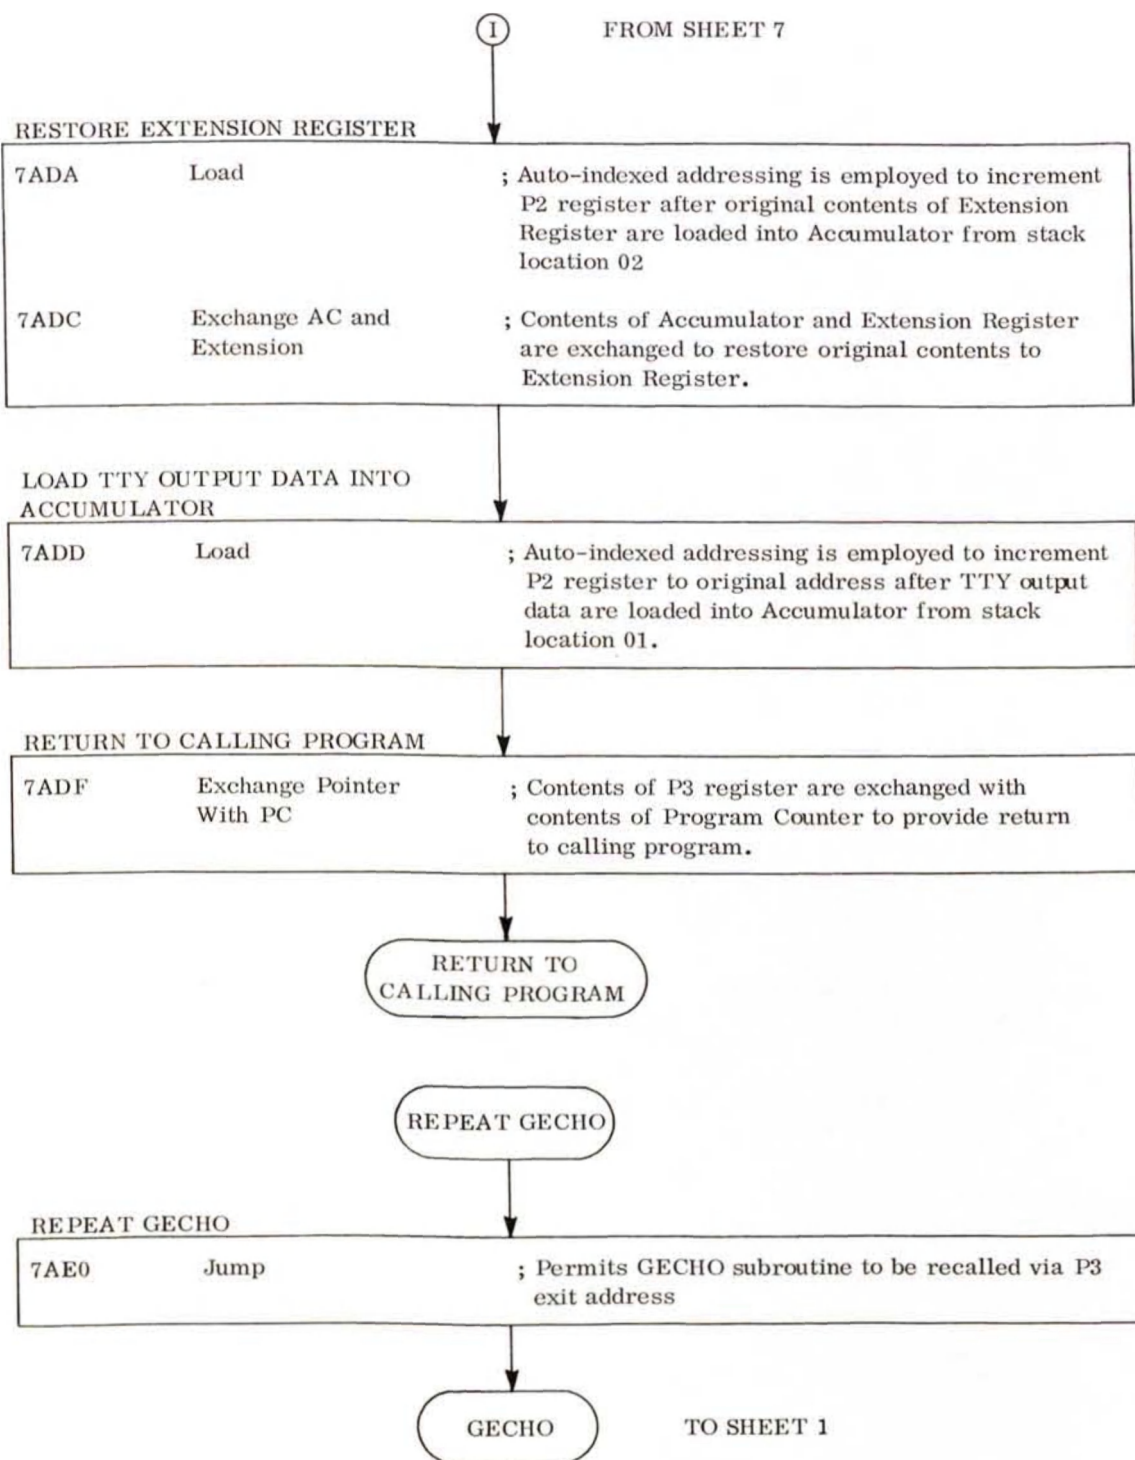 I FROM SHEET 7
RESTORE EXTENSION REGISTER
7ADA Load ; Auto-indexed addressing is employed to increment
P2 register after original contents of Extension
Register are loaded into Accumulator from stack
location 02
7ADC Exchange AC and ; Contents of Accumulator and Extension Register
Extension are exchanged to restore original contents to
Extension Register.
LOAD TTY OUTPUT DATA INTO
ACCUMULATOR
7ADD Load ; Auto-indexed addressing is employed to increment
P2 register to original address after TTY output
data are loaded into Accumulator from stack
location 01.
RETURN TO CALLING PROGRAM
7ADF Exchange Pointer ; Contents of P3 register are exchanged with
With PC contents of Program Counter to provide return
to calling program.
RETURN TO
CALLING PROGRAM
REPEAT GECHO
REPEAT GECHO
7AE0 Jump ; Permits GECHO subroutine to be recalled via P3
exit address
GECHO TO SHEET 1